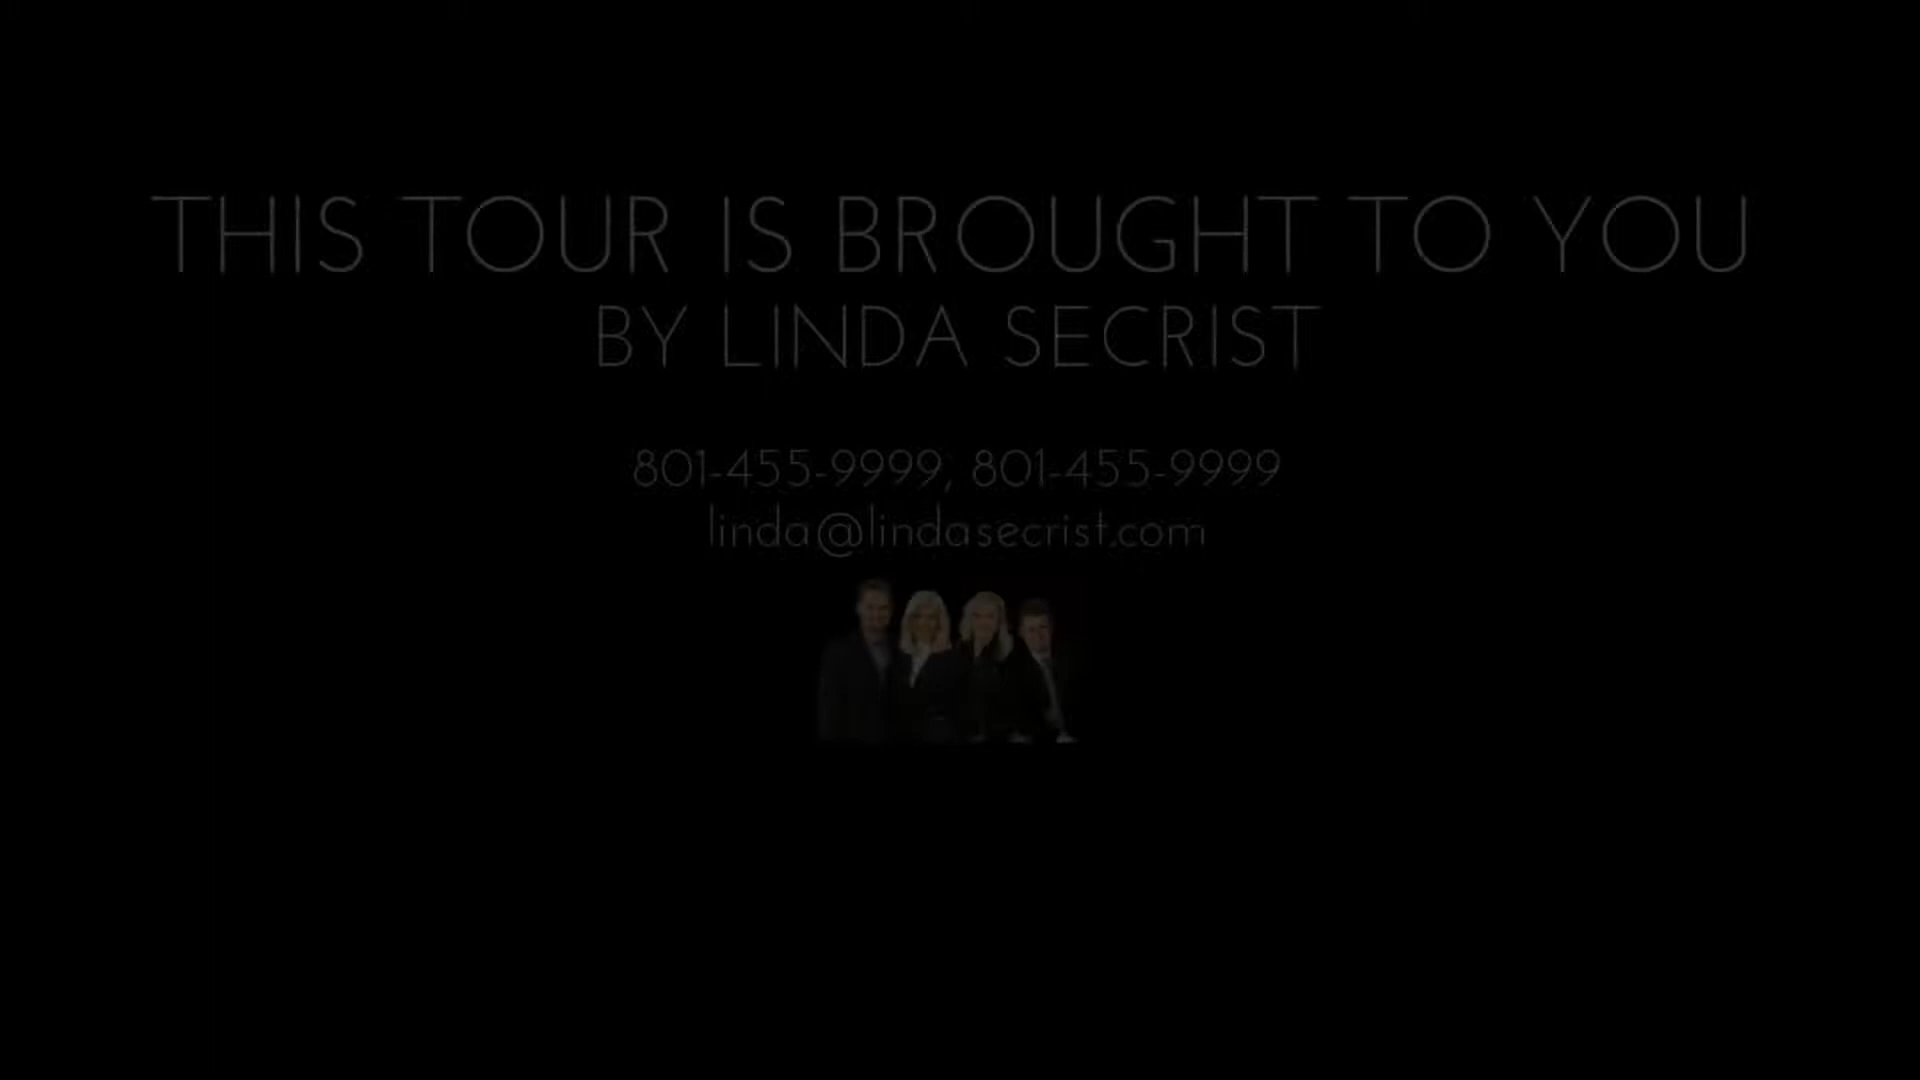 THIS TOUR IS BROUGHT TO YOU
BY LINDA SECRIST
801-455-9999, 801-455-9999
linda@lindasecrist.com